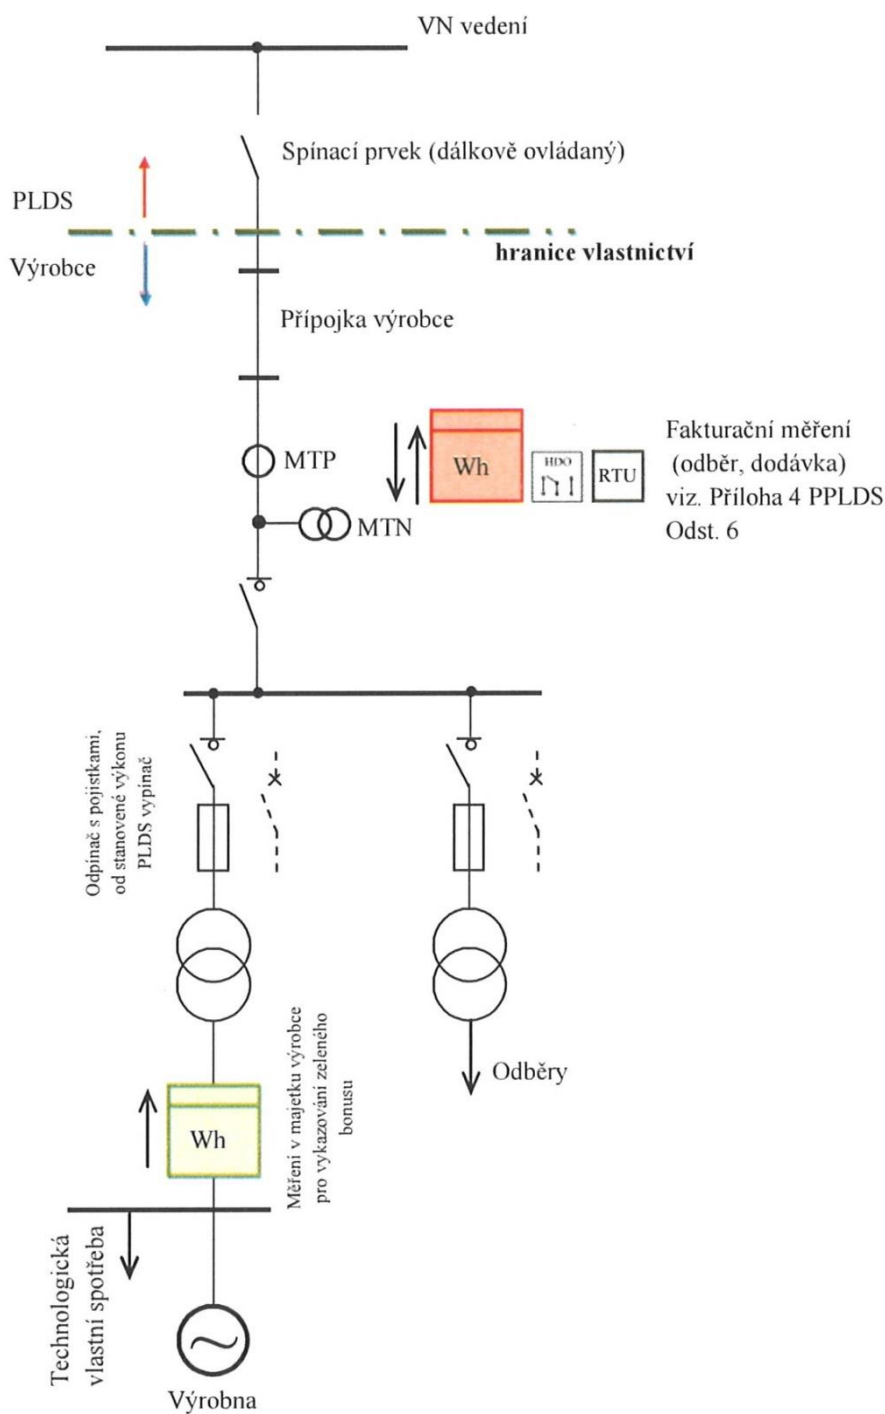 VN vedení
Spínací prvek (dálkově ovládaný)
PLDS
hranice vlastnictví
Výrobce
Přípojka výrobce
MTP
Wh
HDO
RTU
Fakturační měření
(odběr, dodávka)
viz. Příloha 4 PPLDS
Odst. 6
MTN
Odpínač s pojistkami,
od stanovené výkonu
PLDS vypínač
Odběry
Měření v majetku výrobce
pro vykazování zeleného
bonusu
Wh
Technologická
vlastní spotřeba
Výrobna